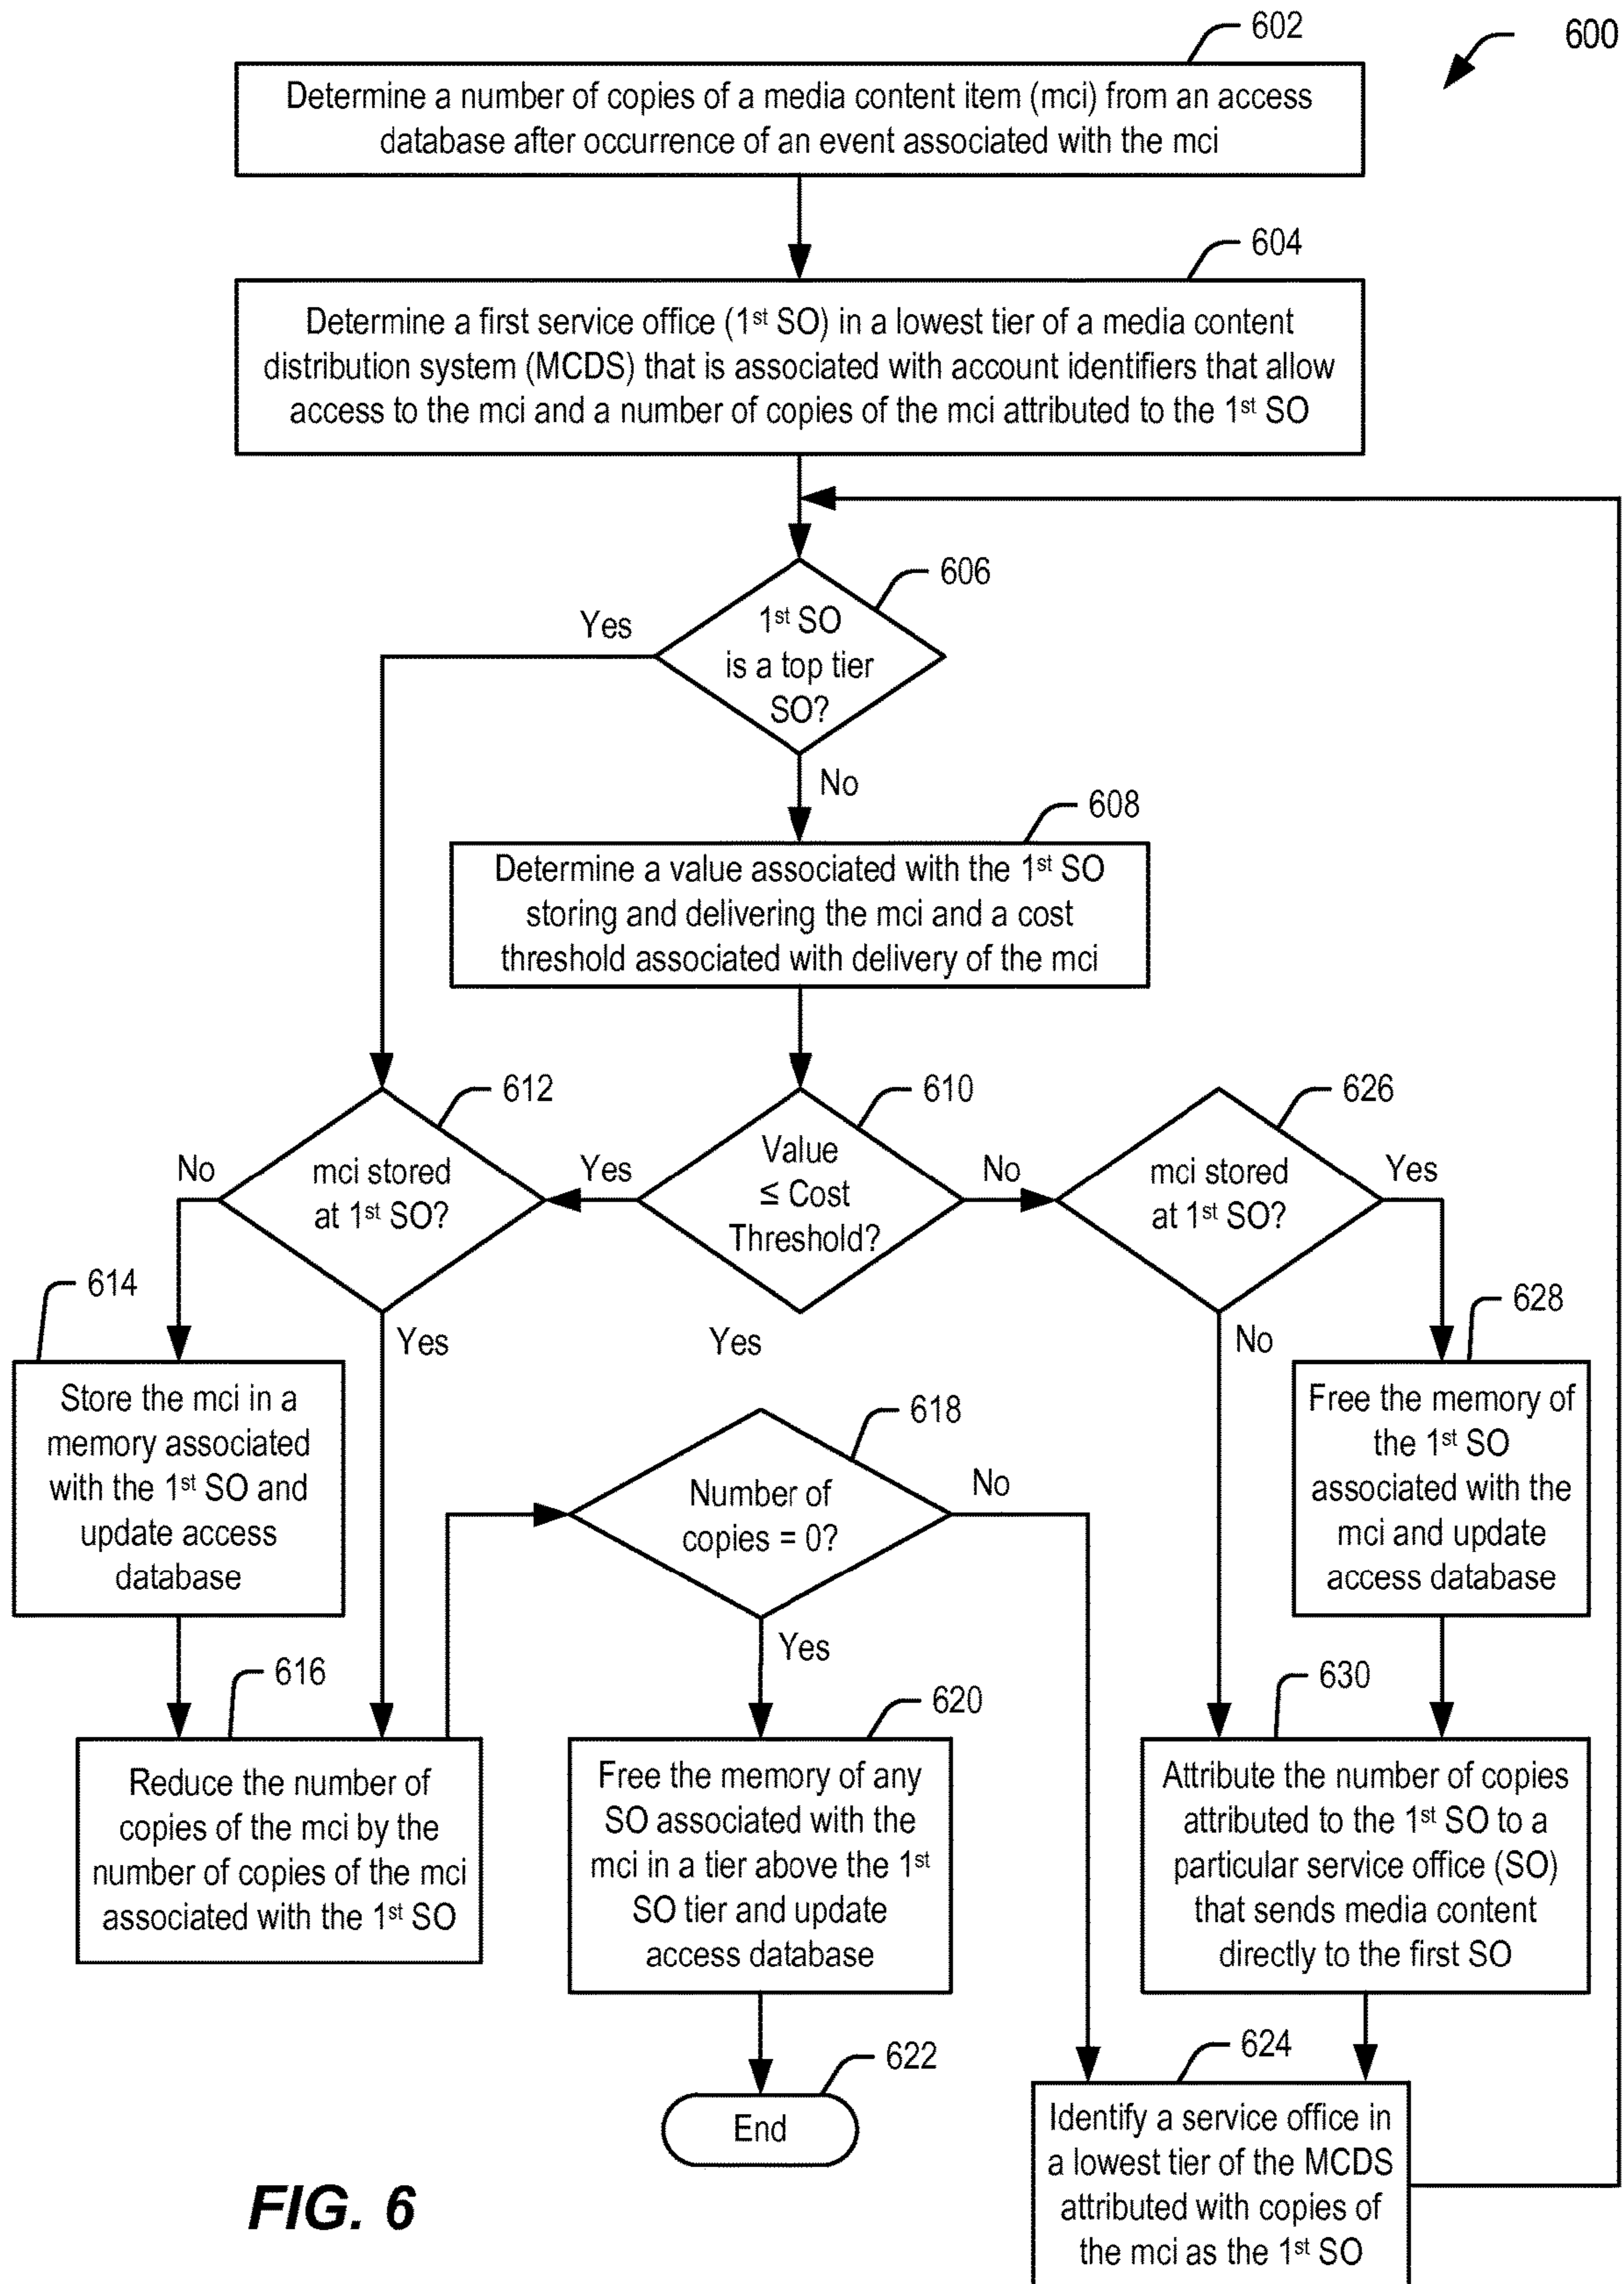 602
600
Determine a number of copies of a media content item (mci) from an access
database after occurrence of an event associated with the mci
604
Determine a first service office (1st SO) in a lowest tier of a media content
distribution system (MCDS) that is associated with account identifiers that allow
access to the mci and a number of copies of the mci attributed to the 1st SO
606
Yes
1st SO
is a top tier
SO?
No
608
Determine a value associated with the 1st SO
storing and delivering the mci and a cost
threshold associated with delivery of the mci
612
610
626
No
mci stored
at 1st SO?
Yes
Value
≤ Cost
Threshold?
No
mci stored
at 1st SO?
Yes
614
Yes
Yes
No
628
Store the mci in a
memory associated
with the 1st SO and
update access
database
618
Number of
copies = 0?
No
Free the memory of
the 1st SO
associated with the
mci and update
access database
Yes
616
620
630
Reduce the number of
copies of the mci by the
number of copies of the mci
associated with the 1st SO
Free the memory of any
SO associated with the
mci in a tier above the 1st
SO tier and update
access database
Attribute the number of copies
attributed to the 1st SO to a
particular service office (SO)
that sends media content
directly to the first SO
622
End
624
Identify a service office in
a lowest tier of the MCDS
attributed with copies of
the mci as the 1st SO
FIG. 6